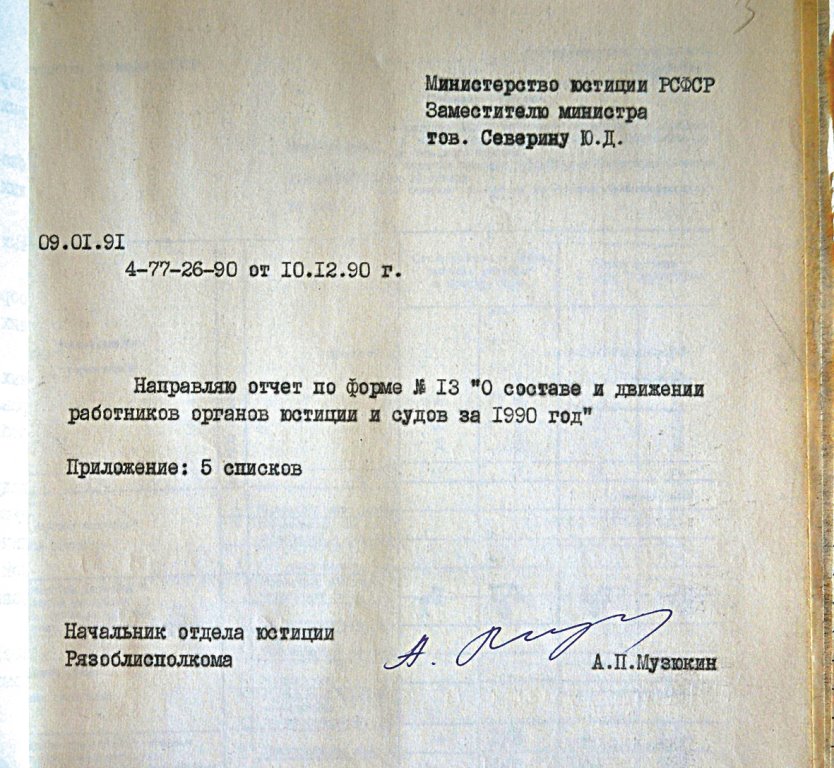 Министерство юстиции РСФСР
Заместителю министра
тов. Северину Ю.Д.
09.01.91
4-77-26-90 от 10.12.90 г.
Направляю отчет по форме № 13 "О составе и движении
работников органов юстиции и судов за 1990 год"
Приложение: 5 списков
Начальник отдела юстиции
Рязоблисполкома
А.П.Музюкин